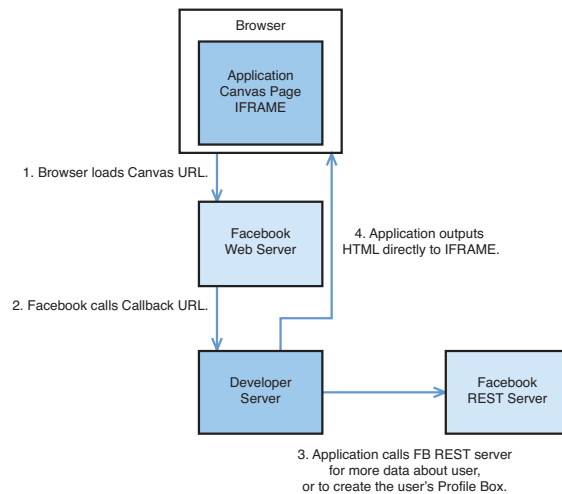 Browser
Application
Canvas Page
IFRAME
1. Browser loads Canvas URL.
Facebook
Web Server
4. Application outputs
HTML directly to IFRAME.
2. Facebook calls Callback URL.
Developer
Server
Facebook
REST Server
3. Application calls FB REST server
for more data about user,
or to create the user's Profile Box.